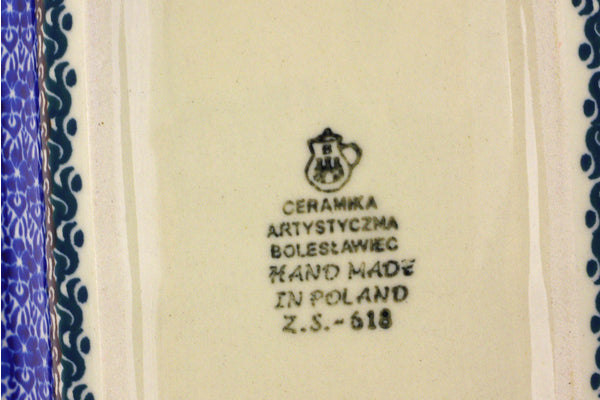 B
CERAMIKA
ARTYSTYCZNA
BOLESŁAWIEC
HAND MADE
IN POLAND
Z.S.-618